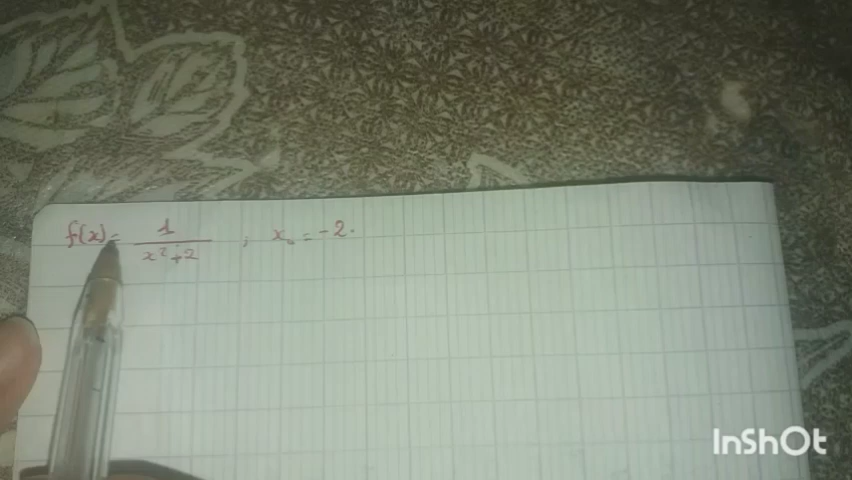 f(x) = 1 / (x² + 2) ; x₀ = -2.
InShOt